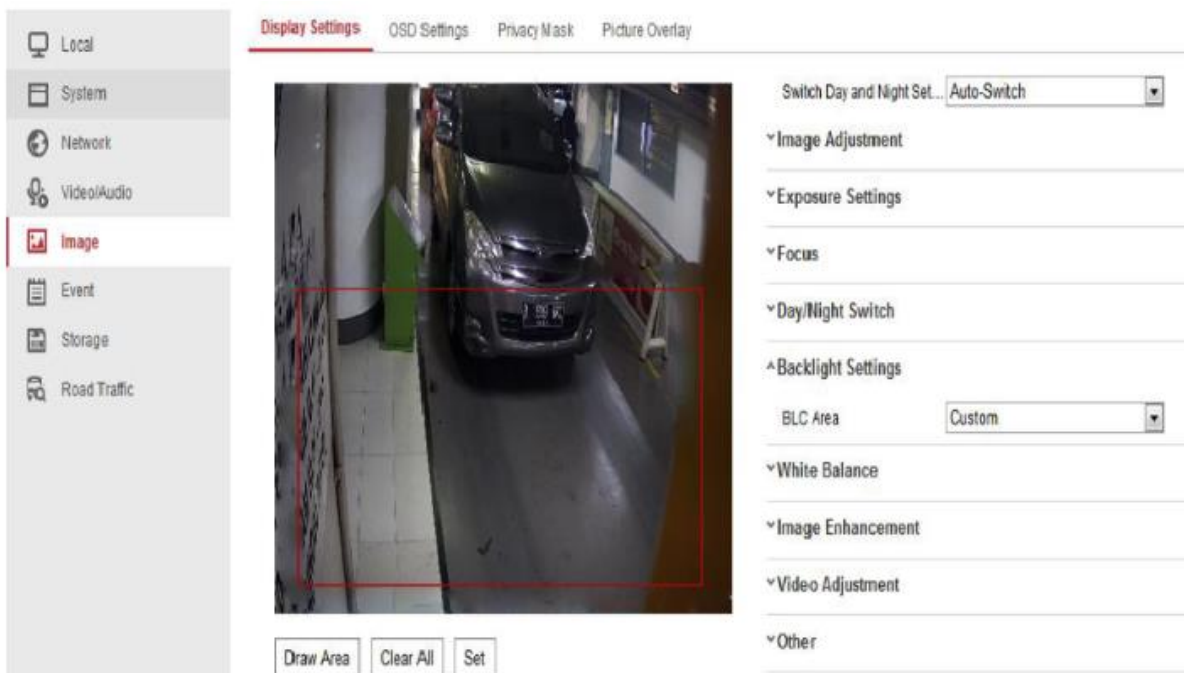 Local
System
Network
Video/Audio
Image
Event
Storage
Road Traffic
Display Settings
OSD Settings
Privacy Mask
Picture Overlay
Switch Day and Night Set... Auto-Switch
Image Adjustment
Exposure Settings
Focus
Day/Night Switch
Backlight Settings
BLC Area Custom
White Balance
Image Enhancement
Video Adjustment
Other
Draw Area
Clear All
Set